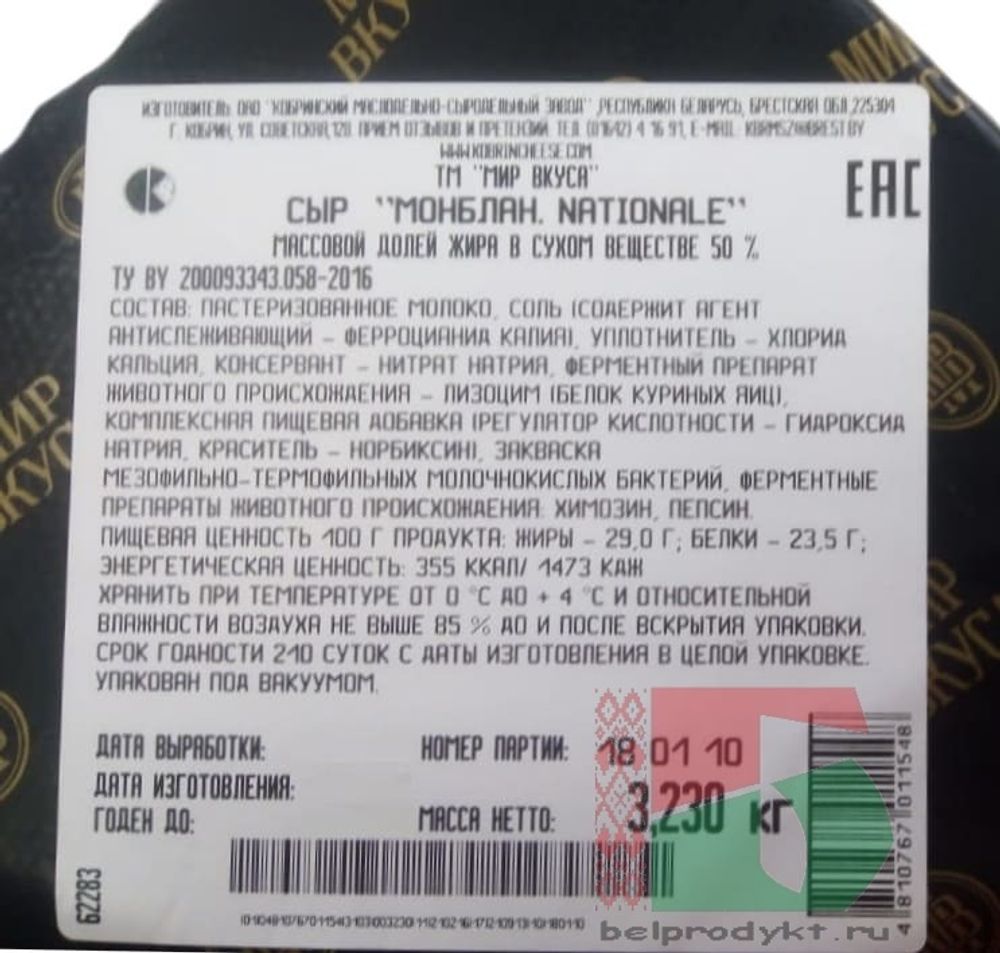 ИЗГОТОВИТЕЛЬ: ОАО "КОБРИНСКИЙ МАСЛОДЕЛЬНО-СЫРОДЕЛЬНЫЙ ЗАВОД", РЕСПУБЛИКА БЕЛАРУСЬ, БРЕСТСКАЯ ОБЛ., 225304
Г. КОБРИН, УЛ. СОВЕТСКАЯ, 128. ПРИЕМ ОТЗЫВОВ И ПРЕТЕНЗИЙ: ТЕЛ. (01642) 4 16 91, E-MAIL: KBRMSZ@BREST.BY
WWW.KOBRINCHEESE.COM
ТМ "МИР ВКУСА"
ЕАС
СЫР "МОНБЛАН. NATIONALE"
МАССОВОЙ ДОЛЕЙ ЖИРА В СУХОМ ВЕЩЕСТВЕ 50 %
ТУ BY 200093343.058-2016
СОСТАВ: ПАСТЕРИЗОВАННОЕ МОЛОКО, СОЛЬ (СОДЕРЖИТ АГЕНТ
АНТИСЛЕЖИВАЮЩИЙ - ФЕРРОЦИАНИД КАЛИЯ), УПЛОТНИТЕЛЬ - ХЛОРИД
КАЛЬЦИЯ, КОНСЕРВАНТ - НИТРАТ НАТРИЯ, ФЕРМЕНТНЫЙ ПРЕПАРАТ
ЖИВОТНОГО ПРОИСХОЖДЕНИЯ - ЛИЗОЦИМ (БЕЛОК КУРИНЫХ ЯИЦ),
КОМПЛЕКСНАЯ ПИЩЕВАЯ ДОБАВКА (РЕГУЛЯТОР КИСЛОТНОСТИ - ГИДРОКСИД
НАТРИЯ, КРАСИТЕЛЬ - НОРБИКСИН), ЗАКВАСКА
МЕЗОФИЛЬНО-ТЕРМОФИЛЬНЫХ МОЛОЧНОКИСЛЫХ БАКТЕРИЙ, ФЕРМЕНТНЫЕ
ПРЕПАРАТЫ ЖИВОТНОГО ПРОИСХОЖДЕНИЯ: ХИМОЗИН, ПЕПСИН.
ПИЩЕВАЯ ЦЕННОСТЬ 100 Г ПРОДУКТА: ЖИРЫ - 29,0 Г; БЕЛКИ - 23,5 Г;
ЭНЕРГЕТИЧЕСКАЯ ЦЕННОСТЬ: 355 ККАЛ/ 1473 КДЖ
ХРАНИТЬ ПРИ ТЕМПЕРАТУРЕ ОТ 0 °С ДО + 4 °С И ОТНОСИТЕЛЬНОЙ
ВЛАЖНОСТИ ВОЗДУХА НЕ ВЫШЕ 85 % ДО И ПОСЛЕ ВСКРЫТИЯ УПАКОВКИ.
СРОК ГОДНОСТИ 210 СУТОК С ДАТЫ ИЗГОТОВЛЕНИЯ В ЦЕЛОЙ УПАКОВКЕ.
УПАКОВАН ПОД ВАКУУМОМ.
ДАТА ВЫРАБОТКИ: НОМЕР ПАРТИИ: 18 01 10
ДАТА ИЗГОТОВЛЕНИЯ:
ГОДЕН ДО: МАССА НЕТТО: 3,230 КГ
62283
4 810767 011548
belprodykt.ru
МИР
ВКУС
МИР
ВКУС
МИР
ВКУС